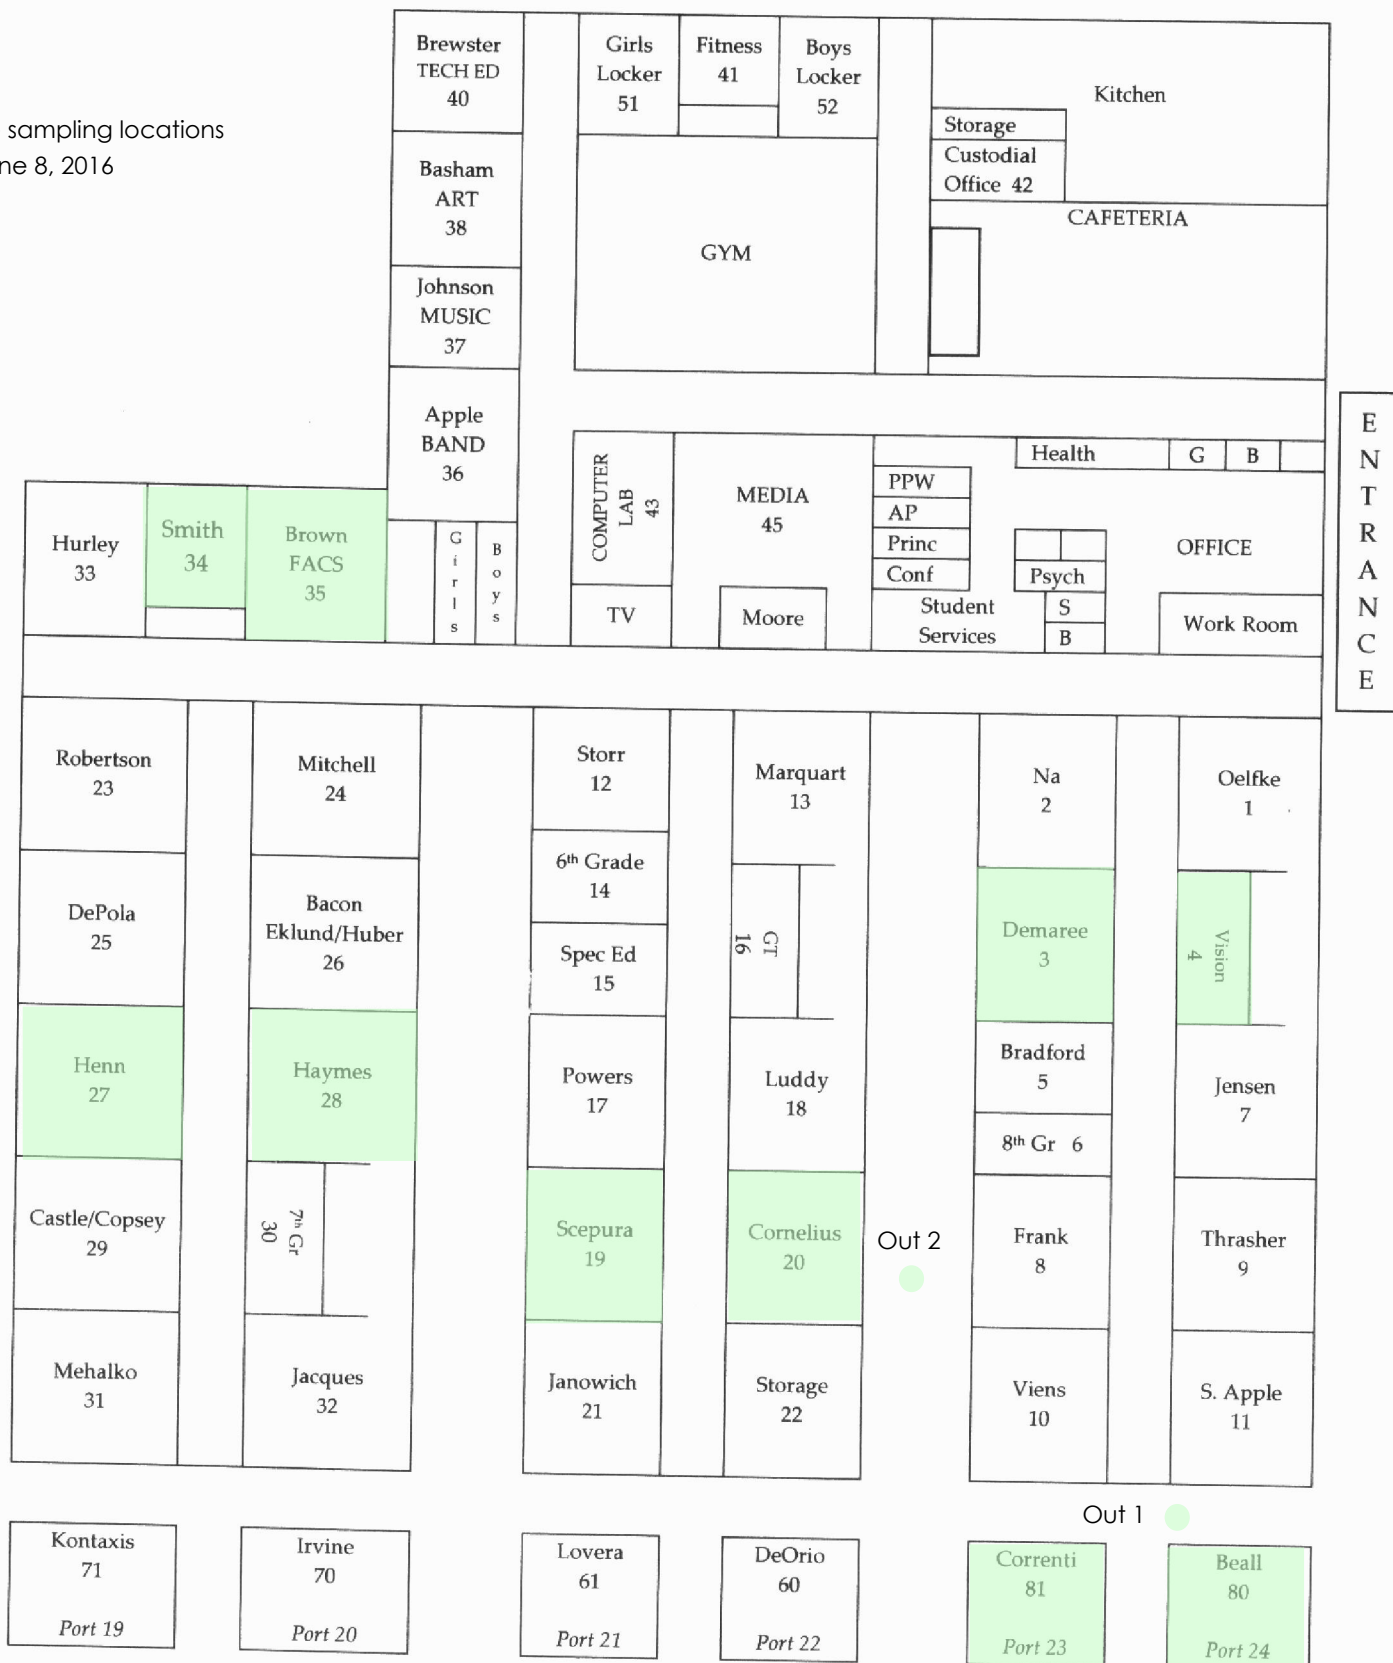 sampling locations
ne 8, 2016
Brewster
TECH ED
40
Girls
Locker
51
Fitness
41
Boys
Locker
52
Kitchen
Storage
Custodial
Office 42
CAFETERIA
Basham
ART
38
GYM
Johnson
MUSIC
37
Apple
BAND
36
ENTRANCE
Hurley
33
Smith
34
Brown
FACS
35
Girls
Boys
COMPUTER
LAB
43
TV
MEDIA
45
Moore
PPW
AP
Princ
Conf
Student
Services
Health
G
B
Psych
S
B
OFFICE
Work Room
Robertson
23
Mitchell
24
Storr
12
Marquart
13
Na
2
Oelfke
1
DePola
25
Bacon
Eklund/Huber
26
6th Grade
14
Spec Ed
15
GT
16
Demaree
3
Vision
4
Henn
27
Haymes
28
Powers
17
Luddy
18
Bradford
5
8th Gr 6
Jensen
7
Castle/Copsey
29
7th Gr
30
Scepura
19
Cornelius
20
Out 2
Frank
8
Thrasher
9
Mehalko
31
Jacques
32
Janowich
21
Storage
22
Viens
10
S. Apple
11
Out 1
Kontaxis
71
Port 19
Irvine
70
Port 20
Lovera
61
Port 21
DeOrio
60
Port 22
Correnti
81
Port 23
Beall
80
Port 24